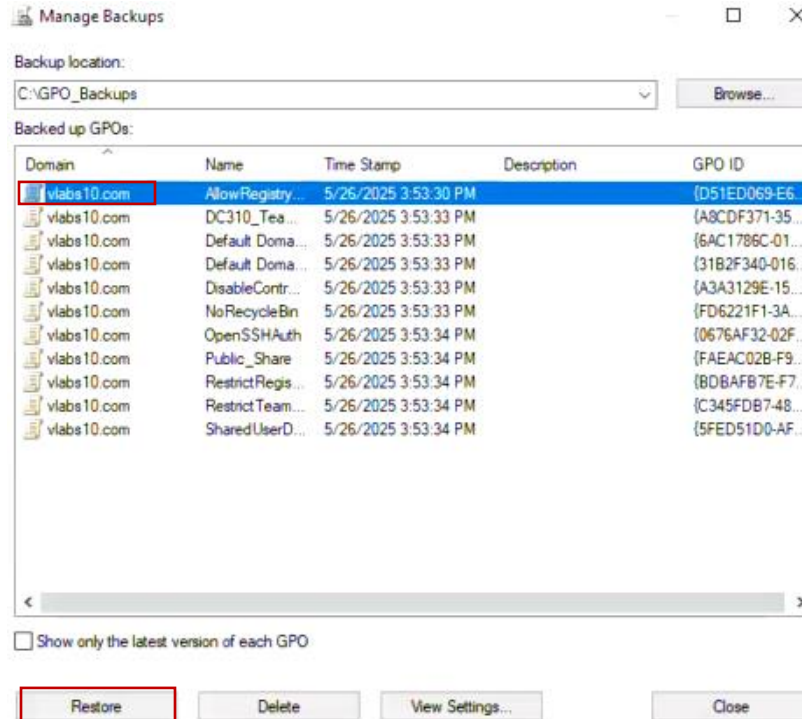 Manage Backups
Backup location:
C:\GPO_Backups
Browse...
Backed up GPOs:
Domain Name Time Stamp Description GPO ID
vlabs10.com AllowRegistry... 5/26/2025 3:53:30 PM {D51ED069-E6...
vlabs10.com DC310_Tea... 5/26/2025 3:53:33 PM {A8CDF371-35...
vlabs10.com Default Doma... 5/26/2025 3:53:33 PM {6AC1786C-01...
vlabs10.com Default Doma... 5/26/2025 3:53:33 PM {31B2F340-016...
vlabs10.com DisableContr... 5/26/2025 3:53:33 PM {A3A3129E-15...
vlabs10.com NoRecycleBin 5/26/2025 3:53:33 PM {FD6221F1-3A...
vlabs10.com OpenSSHAuth 5/26/2025 3:53:34 PM {0676AF32-02F...
vlabs10.com Public_Share 5/26/2025 3:53:34 PM {FAEAC02B-F9...
vlabs10.com RestrictRegis... 5/26/2025 3:53:34 PM {BDBAFB7E-F7...
vlabs10.com RestrictTeam... 5/26/2025 3:53:34 PM {C345FDB7-48...
vlabs10.com SharedUserD... 5/26/2025 3:53:34 PM {5FED51D0-AF...
Show only the latest version of each GPO
Restore Delete View Settings... Close